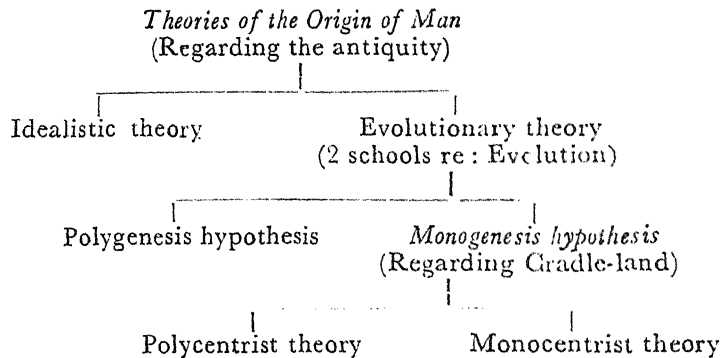 Theories of the Origin of Man
(Regarding the antiquity)
Idealistic theory
Evolutionary theory
(2 schools re : Evolution)
Polygenesis hypothesis
Monogenesis hypothesis
(Regarding Cradle-land)
Polycentrist theory
Monocentrist theory